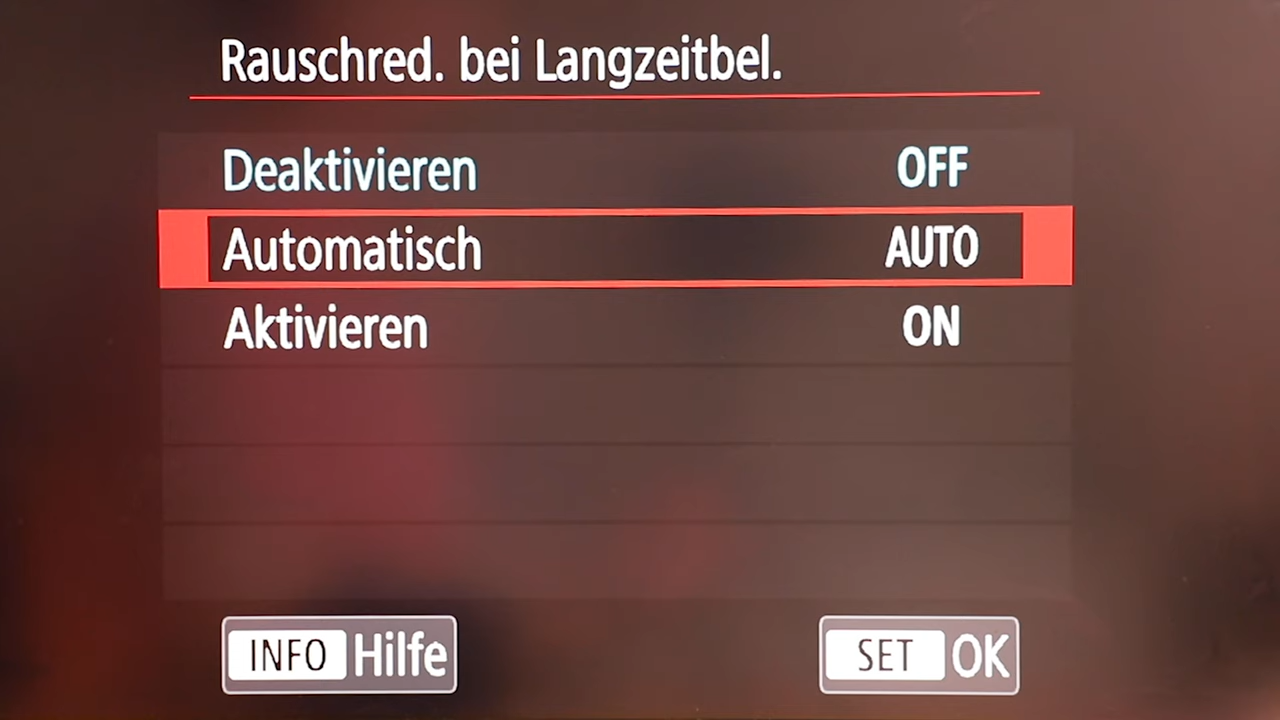 Rauschred. bei Langzeitbel.
Deaktivieren OFF
Automatisch AUTO
Aktivieren ON
INFO Hilfe SET OK